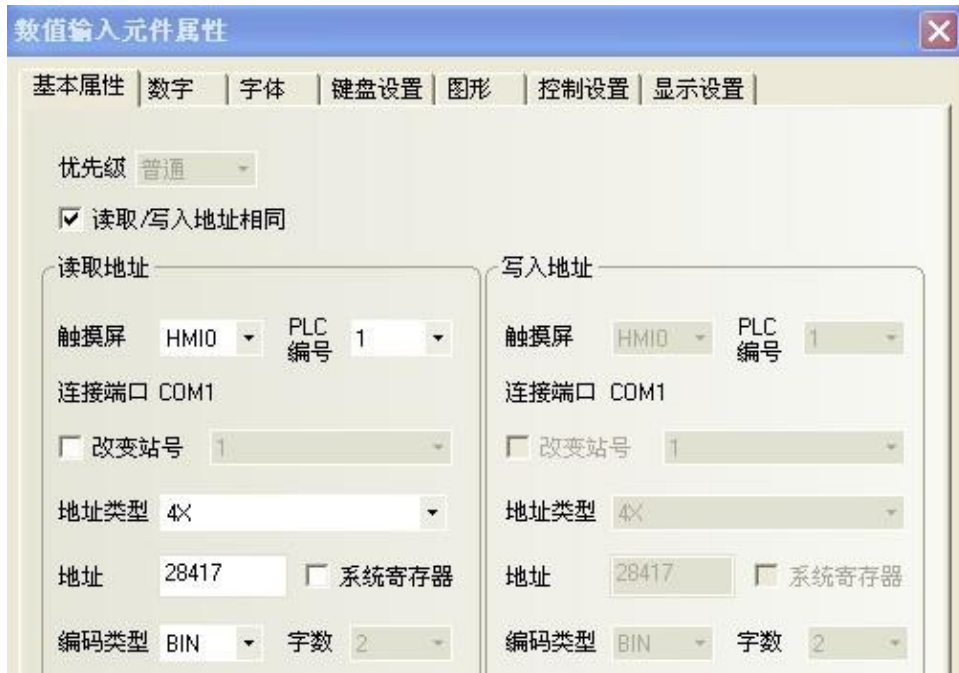 数值输入元件属性
基本属性 数字 字体 键盘设置 图形 控制设置 显示设置
优先级 普通
读取/写入地址相同
读取地址
触摸屏 HMI0 PLC编号 1
连接端口 COM1
改变站号 1
地址类型 4X
地址 28417 系统寄存器
编码类型 BIN 字数 2
写入地址
触摸屏 HMI0 PLC编号 1
连接端口 COM1
改变站号 1
地址类型 4X
地址 28417 系统寄存器
编码类型 BIN 字数 2